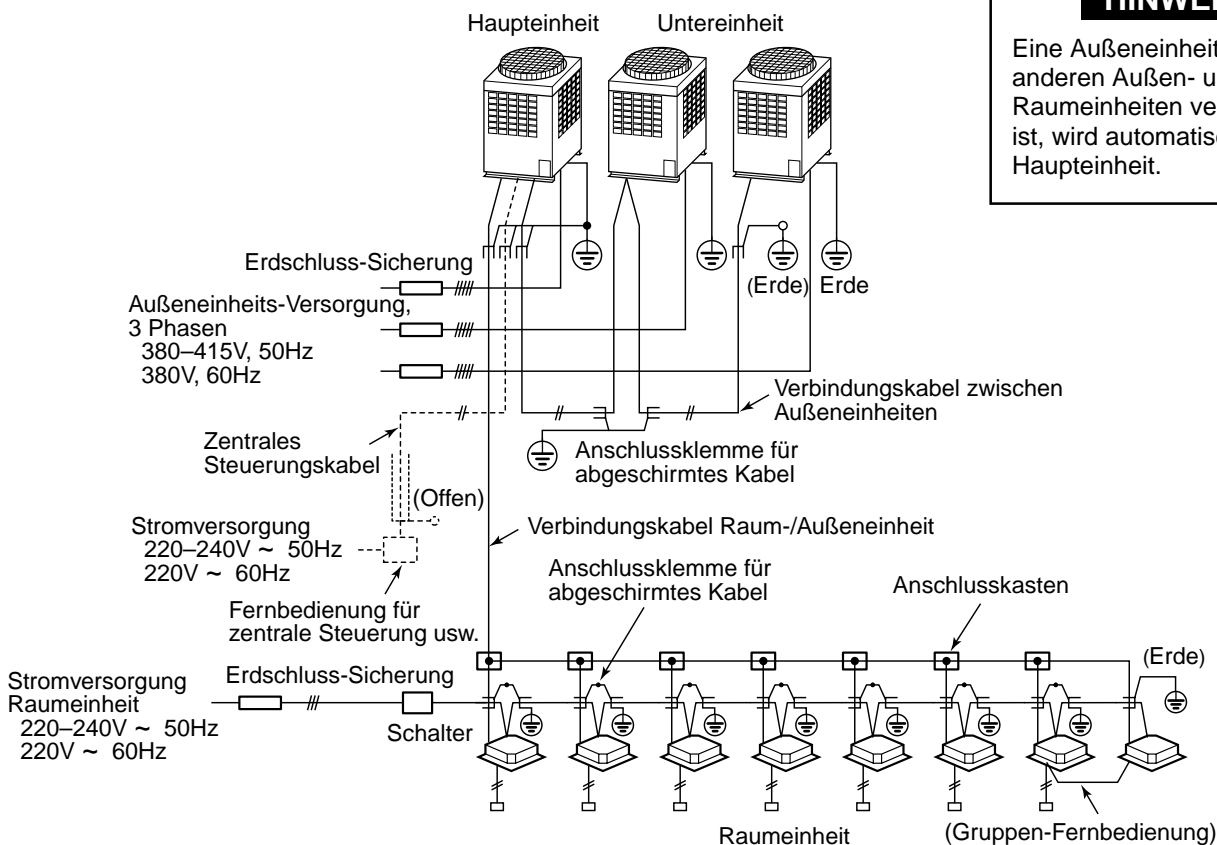 Haupteinheit
Untereinheit
Eine Außeneinheit
anderen Außen- u
Raumeinheiten ve
ist, wird automatis
Haupteinheit.
Erdschluss-Sicherung
(Erde)
Erde
Außeneinheits-Versorgung,
3 Phasen
380–415V, 50Hz
380V, 60Hz
Verbindungskabel zwischen
Außeneinheiten
Zentrales
Steuerungskabel
Anschlussklemme für
abgeschirmtes Kabel
(Offen)
Stromversorgung
220–240V ~ 50Hz
220V ~ 60Hz
Verbindungskabel Raum-/Außeneinheit
Anschlussklemme für
abgeschirmtes Kabel
Anschlusskasten
Fernbedienung für
zentrale Steuerung usw.
(Erde)
Stromversorgung
Raumeinheit
220–240V ~ 50Hz
220V ~ 60Hz
Erdschluss-Sicherung
Schalter
Raumeinheit
(Gruppen-Fernbedienung)